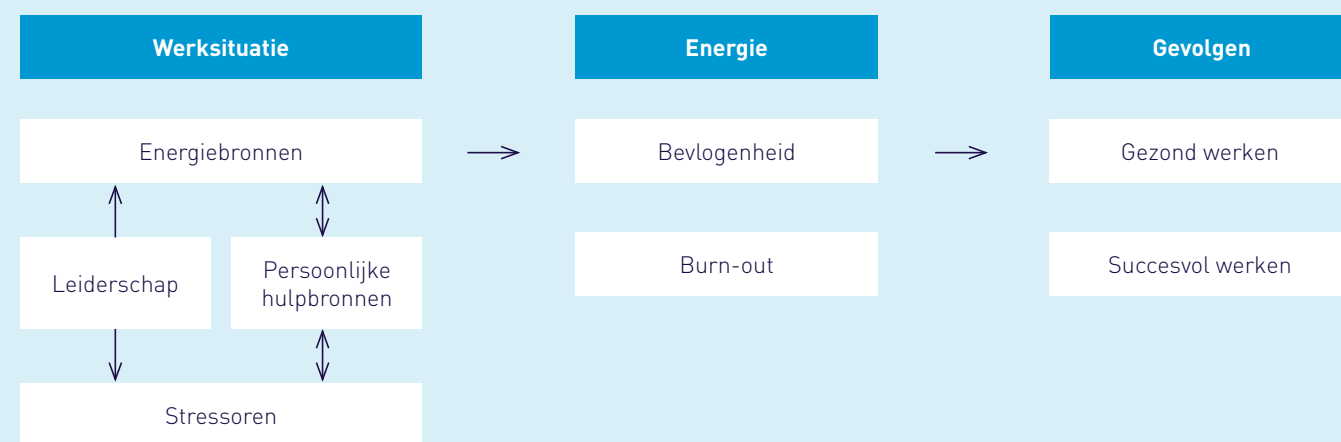 Werksituatie
Energie
Gevolgen
Energiebronnen
Bevlogenheid
Gezond werken
Leiderschap
Persoonlijke
hulpbronnen
Burn-out
Succesvol werken
Stressoren